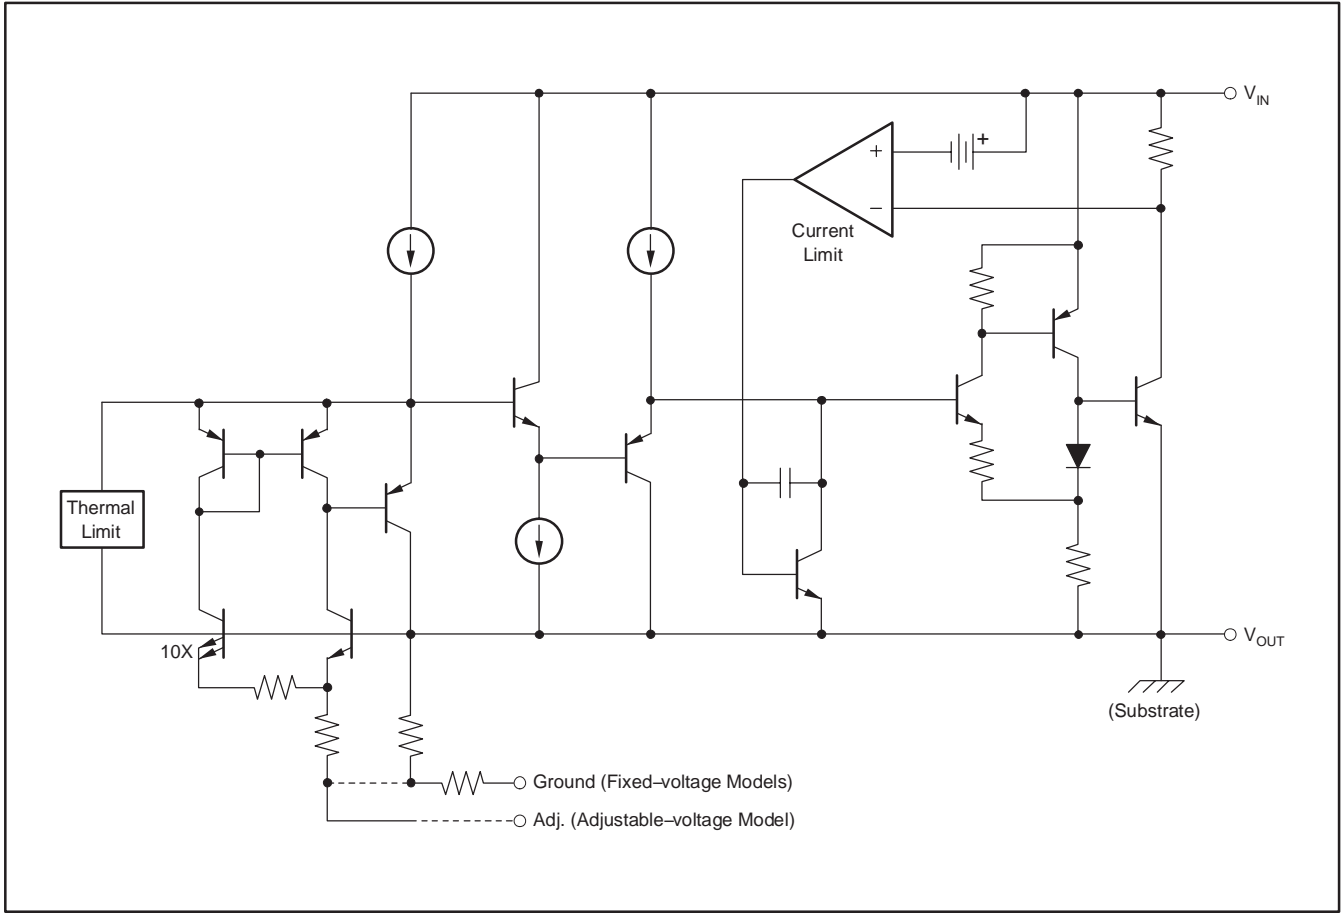 V_IN
+
+
−
Current
Limit
Thermal
Limit
10X
V_OUT
(Substrate)
Ground (Fixed–voltage Models)
Adj. (Adjustable–voltage Model)